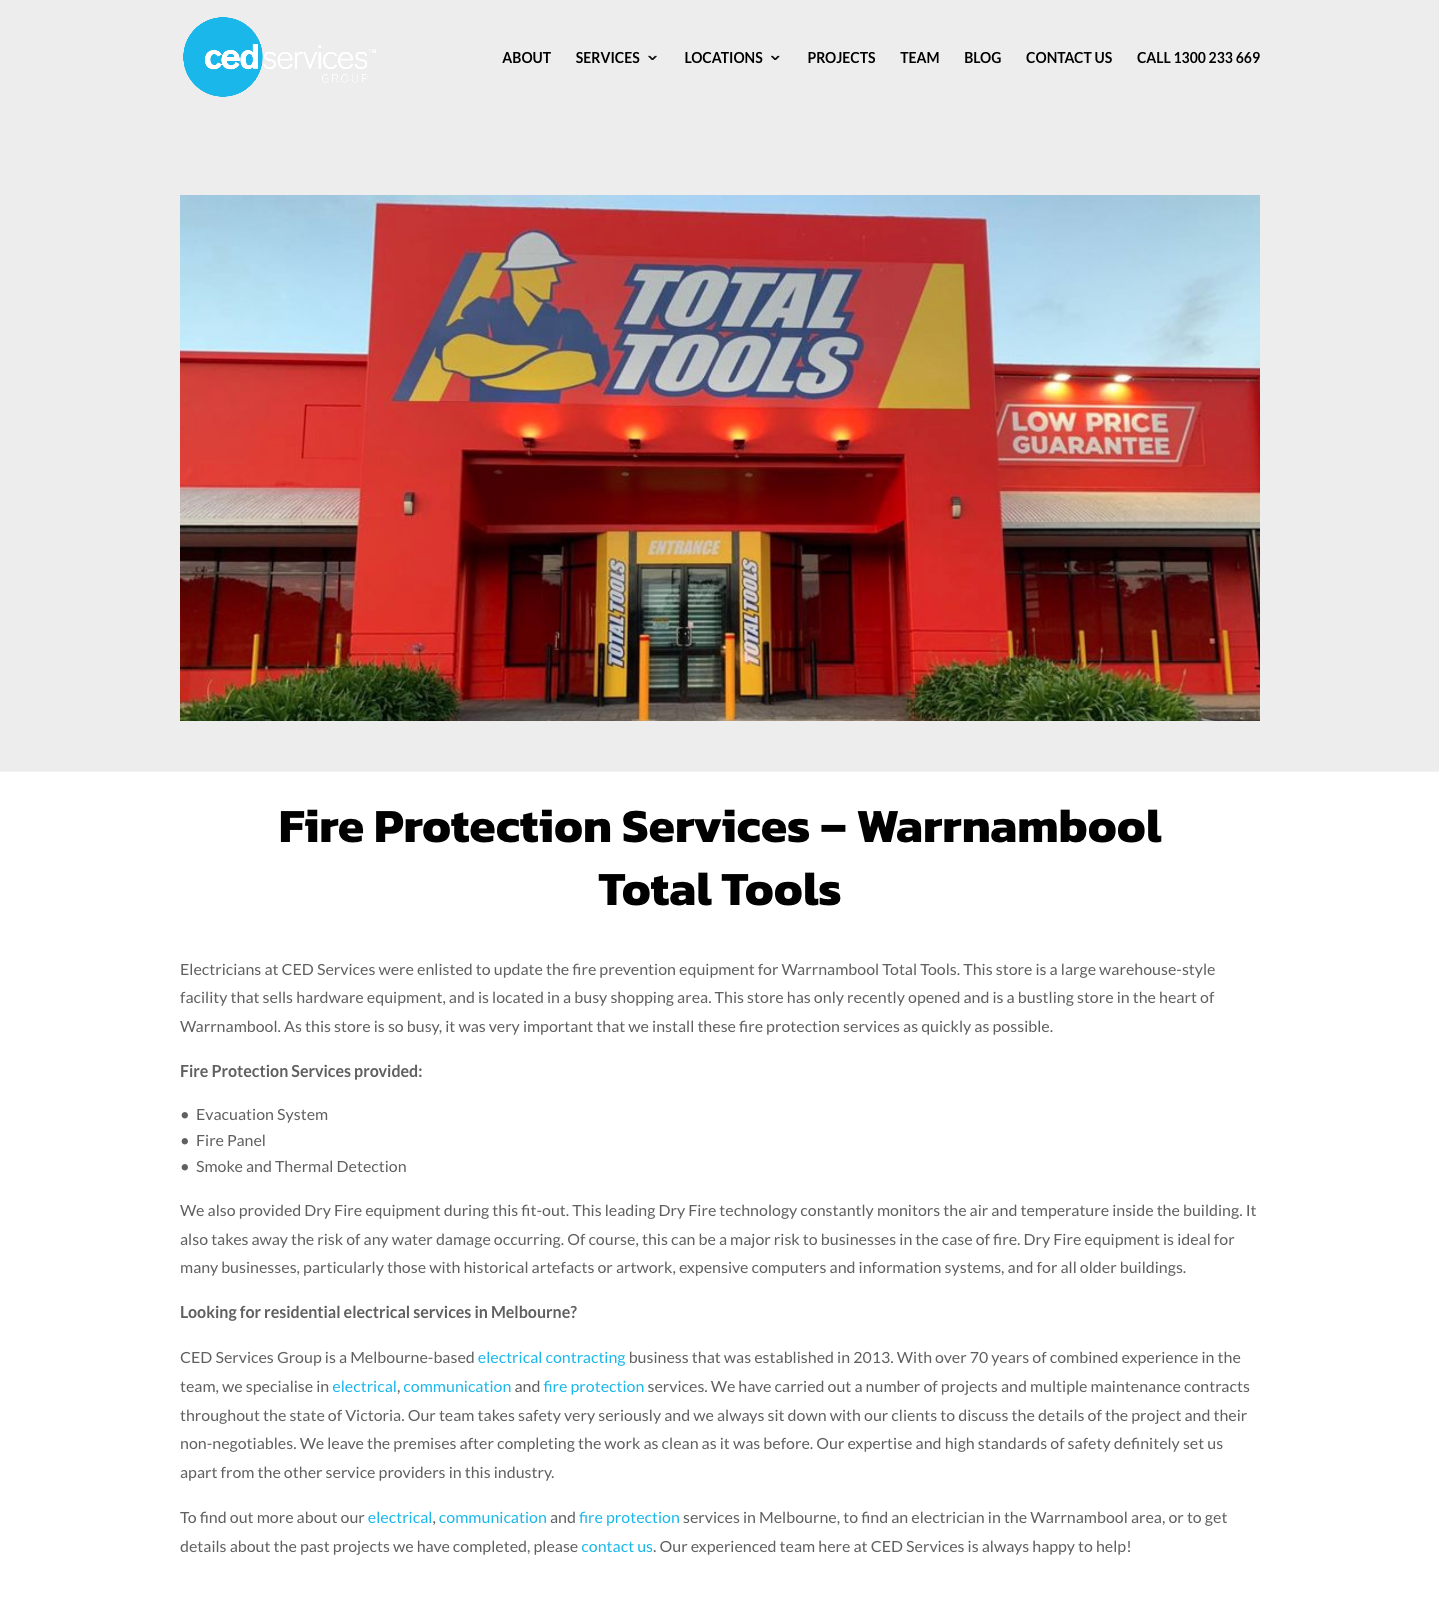 cedservices™
GROUP
ABOUT SERVICES LOCATIONS PROJECTS TEAM BLOG CONTACT US CALL 1300 233 669
TOTAL
TOOLS
LOW PRICE
GUARANTEE
ENTRANCE
TOTAL TOOLS
TOTAL TOOLS
Fire Protection Services – Warrnambool
Total Tools
Electricians at CED Services were enlisted to update the fire prevention equipment for Warrnambool Total Tools. This store is a large warehouse-style
facility that sells hardware equipment, and is located in a busy shopping area. This store has only recently opened and is a bustling store in the heart of
Warrnambool. As this store is so busy, it was very important that we install these fire protection services as quickly as possible.
Fire Protection Services provided:
• Evacuation System
• Fire Panel
• Smoke and Thermal Detection
We also provided Dry Fire equipment during this fit-out. This leading Dry Fire technology constantly monitors the air and temperature inside the building. It
also takes away the risk of any water damage occurring. Of course, this can be a major risk to businesses in the case of fire. Dry Fire equipment is ideal for
many businesses, particularly those with historical artefacts or artwork, expensive computers and information systems, and for all older buildings.
Looking for residential electrical services in Melbourne?
CED Services Group is a Melbourne-based electrical contracting business that was established in 2013. With over 70 years of combined experience in the
team, we specialise in electrical, communication and fire protection services. We have carried out a number of projects and multiple maintenance contracts
throughout the state of Victoria. Our team takes safety very seriously and we always sit down with our clients to discuss the details of the project and their
non-negotiables. We leave the premises after completing the work as clean as it was before. Our expertise and high standards of safety definitely set us
apart from the other service providers in this industry.
To find out more about our electrical, communication and fire protection services in Melbourne, to find an electrician in the Warrnambool area, or to get
details about the past projects we have completed, please contact us. Our experienced team here at CED Services is always happy to help!